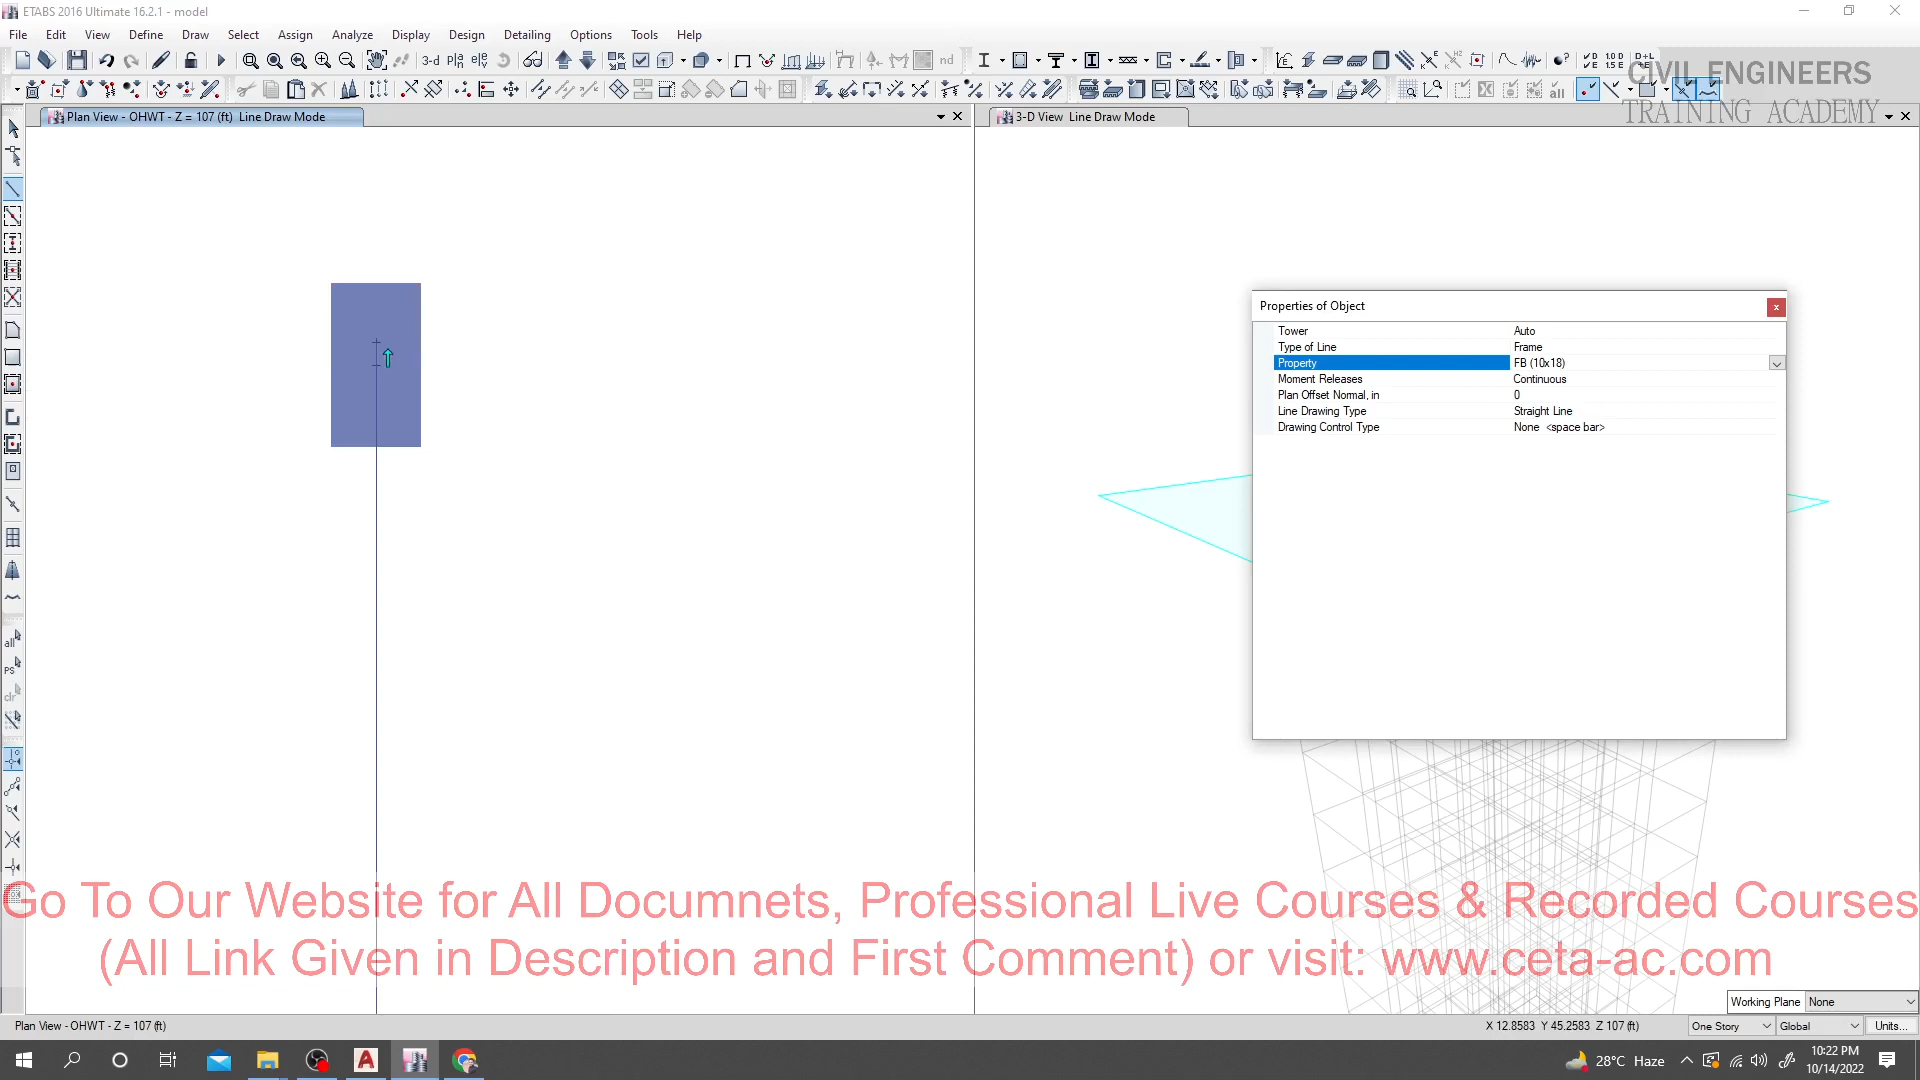 ETABS 2016 Ultimate 16.2.1 - model
File Edit View Define Draw Select Assign Analyze Display Design Detailing Options Tools Help
3-d
nd
all
CIVIL ENGINEERS
TRAINING ACADEMY
Plan View - OHWT - Z = 107 (ft) Line Draw Mode
3-D View Line Draw Mode
Properties of Object
Tower Auto
Type of Line Frame
Property FB (10x18)
Moment Releases Continuous
Plan Offset Normal, in 0
Line Drawing Type Straight Line
Drawing Control Type None <space bar>
all
PS
clr
Go To Our Website for All Documnets, Professional Live Courses & Recorded Courses
(All Link Given in Description and First Comment) or visit: www.ceta-ac.com
Working Plane None
Plan View - OHWT - Z = 107 (ft)
X 12.8583 Y 45.2583 Z 107 (ft)
One Story Global Units...
28°C Haze
10:22 PM
10/14/2022